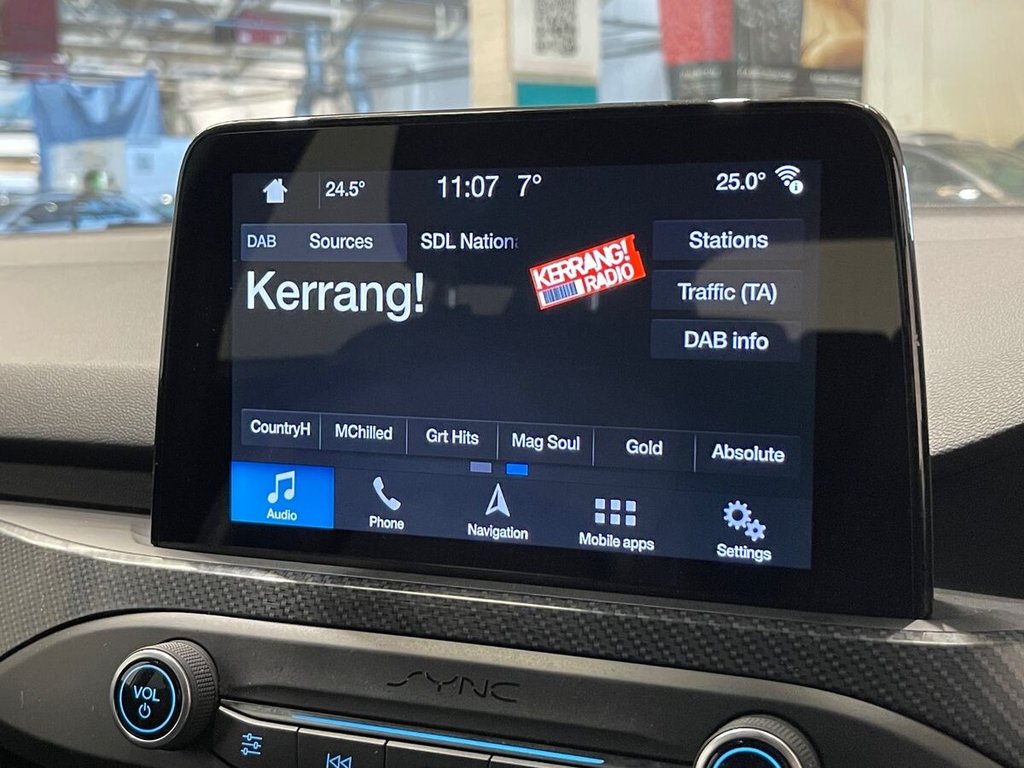 24.5° 11:07 7° 25.0°
DAB Sources SDL Nation
Stations
Kerrang!
KERRANG!
RADIO
Traffic (TA)
DAB info
CountryH MChilled Grt Hits Mag Soul Gold Absolute
Audio Phone Navigation Mobile apps Settings
SYNC
VOL